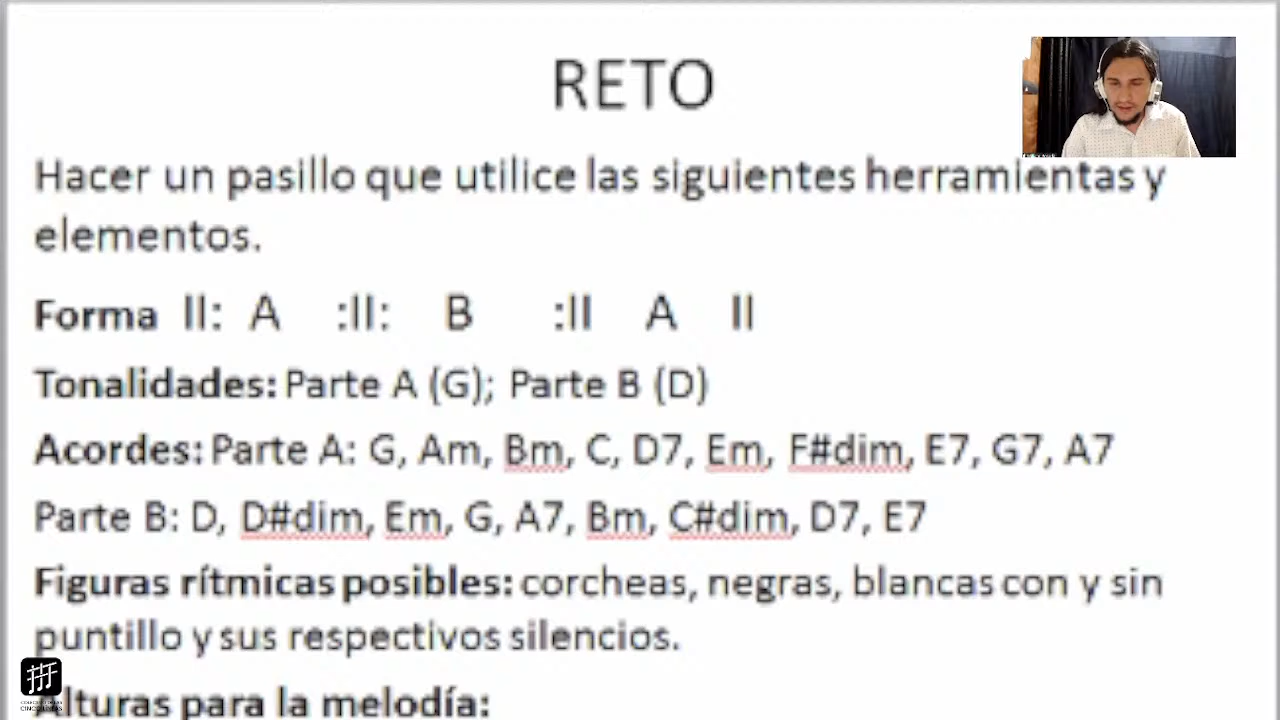 RETO
Hacer un pasillo que utilice las siguientes herramientas y
elementos.
Forma II: A :II: B :II A II
Tonalidades: Parte A (G); Parte B (D)
Acordes: Parte A: G, Am, Bm, C, D7, Em, F#dim, E7, G7, A7
Parte B: D, D#dim, Em, G, A7, Bm, C#dim, D7, E7
Figuras rítmicas posibles: corcheas, negras, blancas con y sin
puntillo y sus respectivos silencios.
Alturas para la melodía: